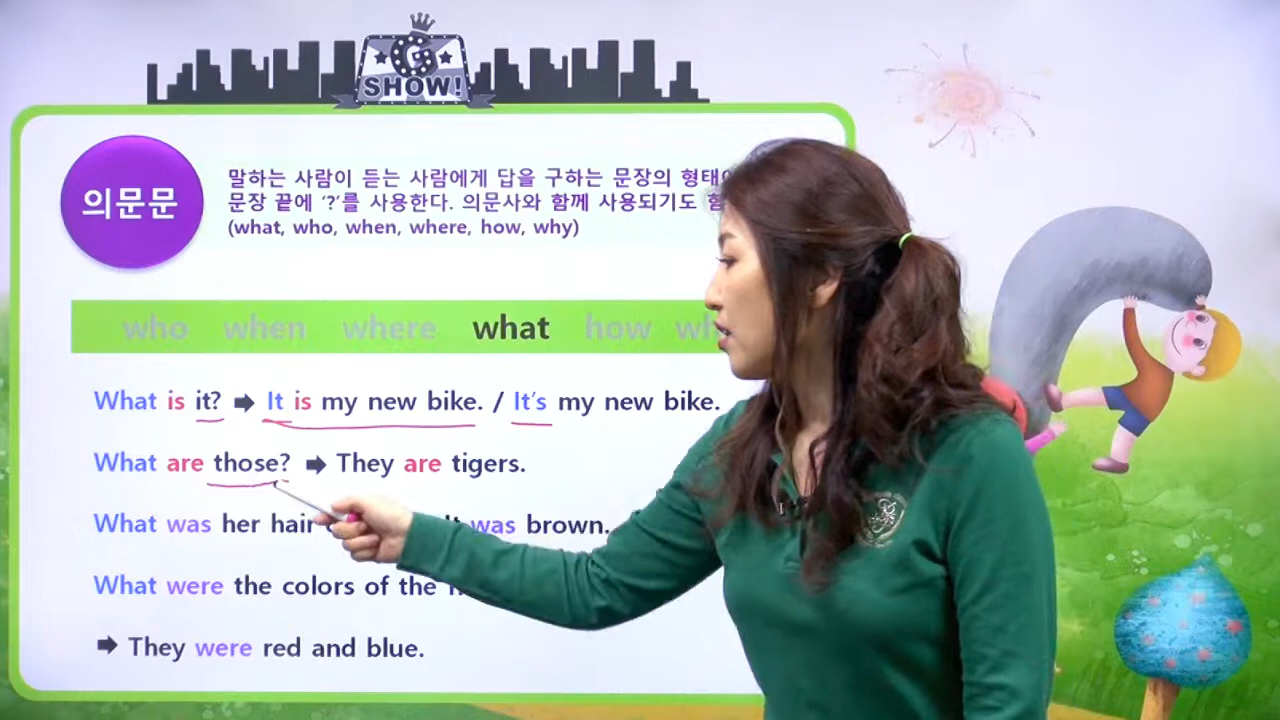 G
SHOW!
의문문
말하는 사람이 듣는 사람에게 답을 구하는 문장의
문장 끝에 '?'를 사용한다. 의문사와 함께 사용되기도
(what, who, when, where, how, why)
who when where what how
What is it? ➡ It is my new bike. / It's my new bike.
What are those? ➡ They are tigers.
What was her hair was brown.
What were the colors of the
➡ They were red and blue.